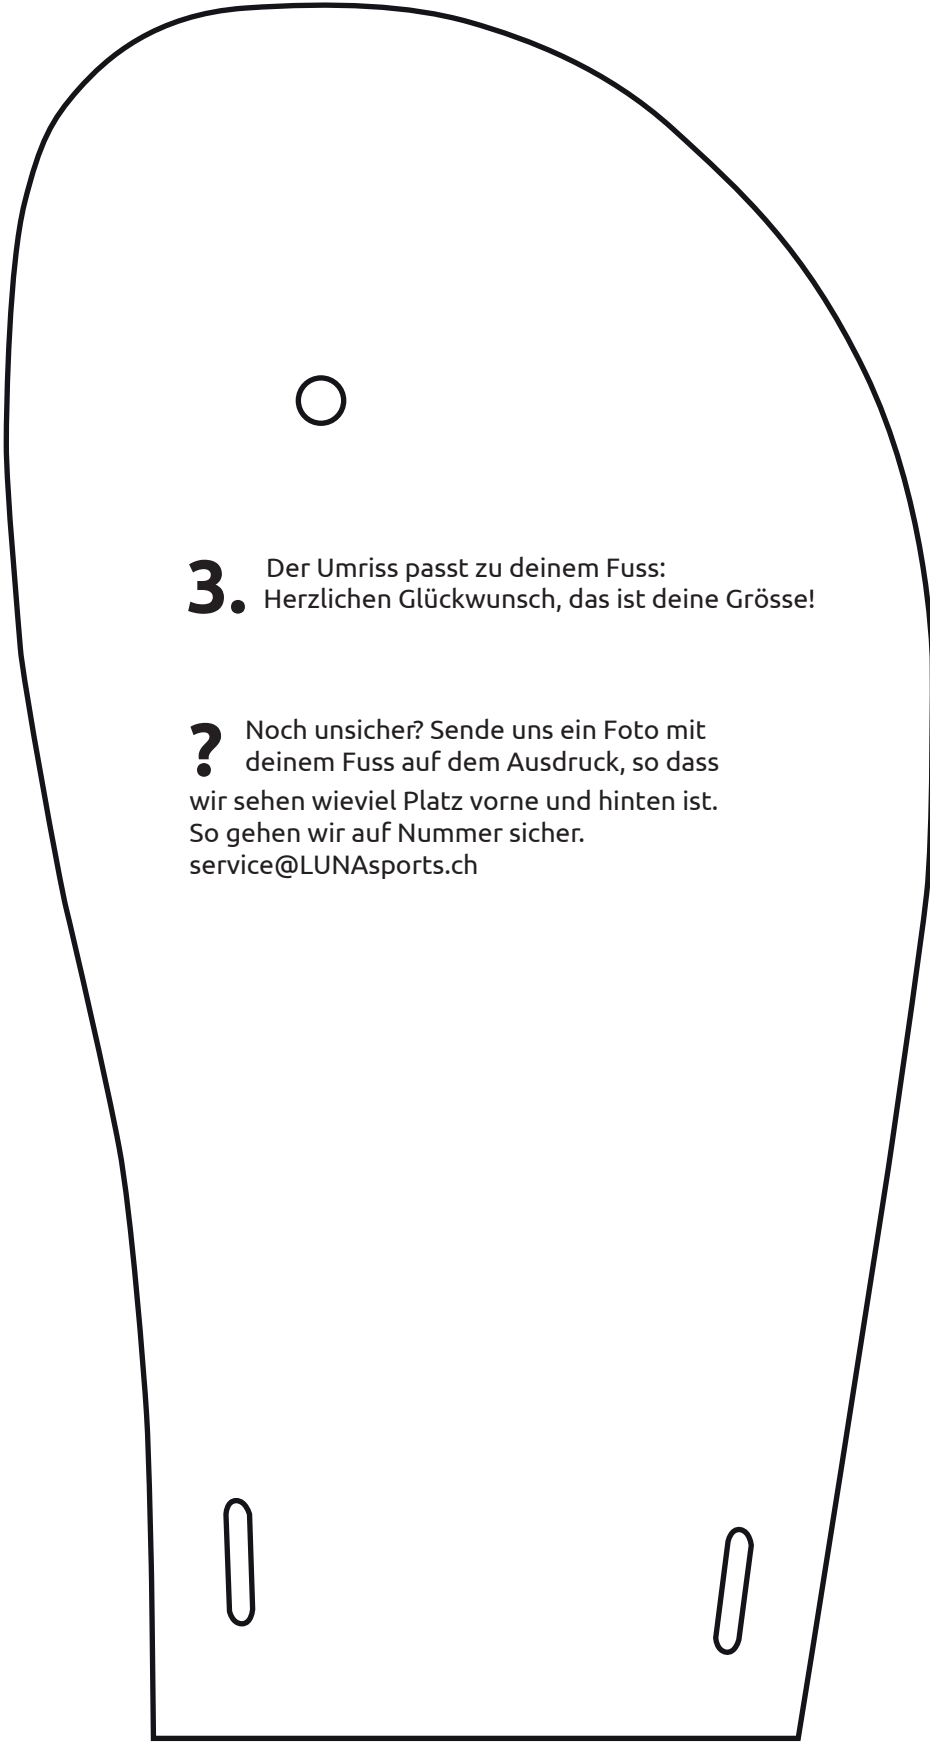 3. Der Umriss passt zu deinem Fuss:
Herzlichen Glückwunsch, das ist deine Grösse!
? Noch unsicher? Sende uns ein Foto mit
deinem Fuss auf dem Ausdruck, so dass
wir sehen wieviel Platz vorne und hinten ist.
So gehen wir auf Nummer sicher.
service@LUNAsports.ch